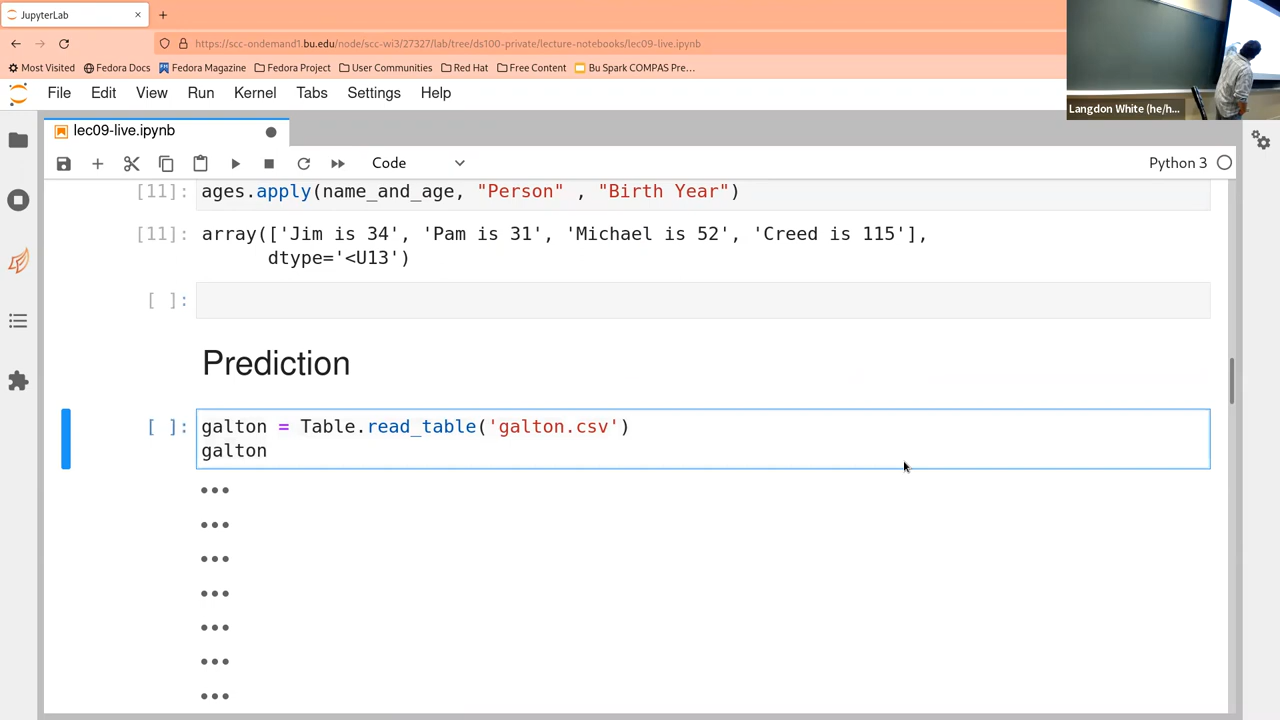 JupyterLab
https://scc-ondemand1.bu.edu/node/scc-wi3/27327/lab/tree/ds100-private/lecture-notebooks/lec09-live.ipynb
Most Visited Fedora Docs Fedora Magazine Fedora Project User Communities Red Hat Free Content Bu Spark COMPAS Pre...
Langdon White (he/h...
File Edit View Run Kernel Tabs Settings Help
lec09-live.ipynb
Code Python 3
[11]: ages.apply(name_and_age, "Person" , "Birth Year")
[11]: array(['Jim is 34', 'Pam is 31', 'Michael is 52', 'Creed is 115'],
dtype='<U13')
[ ]:
Prediction
[ ]: galton = Table.read_table('galton.csv')
galton